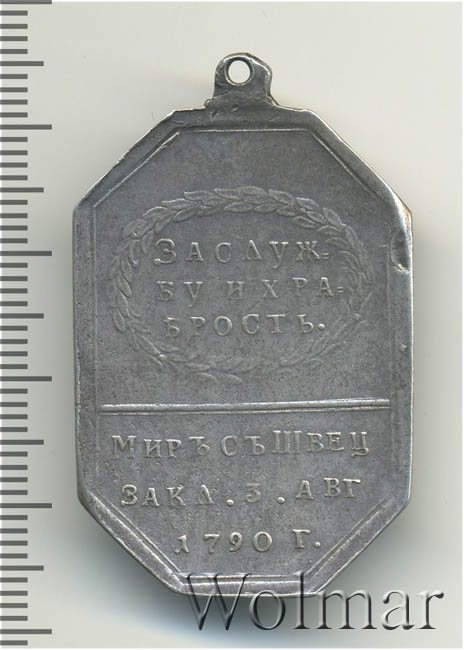 ЗАСЛУЖ=
БУ И ХРА=
БРОСТЬ.
МИРЪ СЪ ШВЕЦ
ЗАКЛ. 3. АВГ
1790 Г.
Wolmar